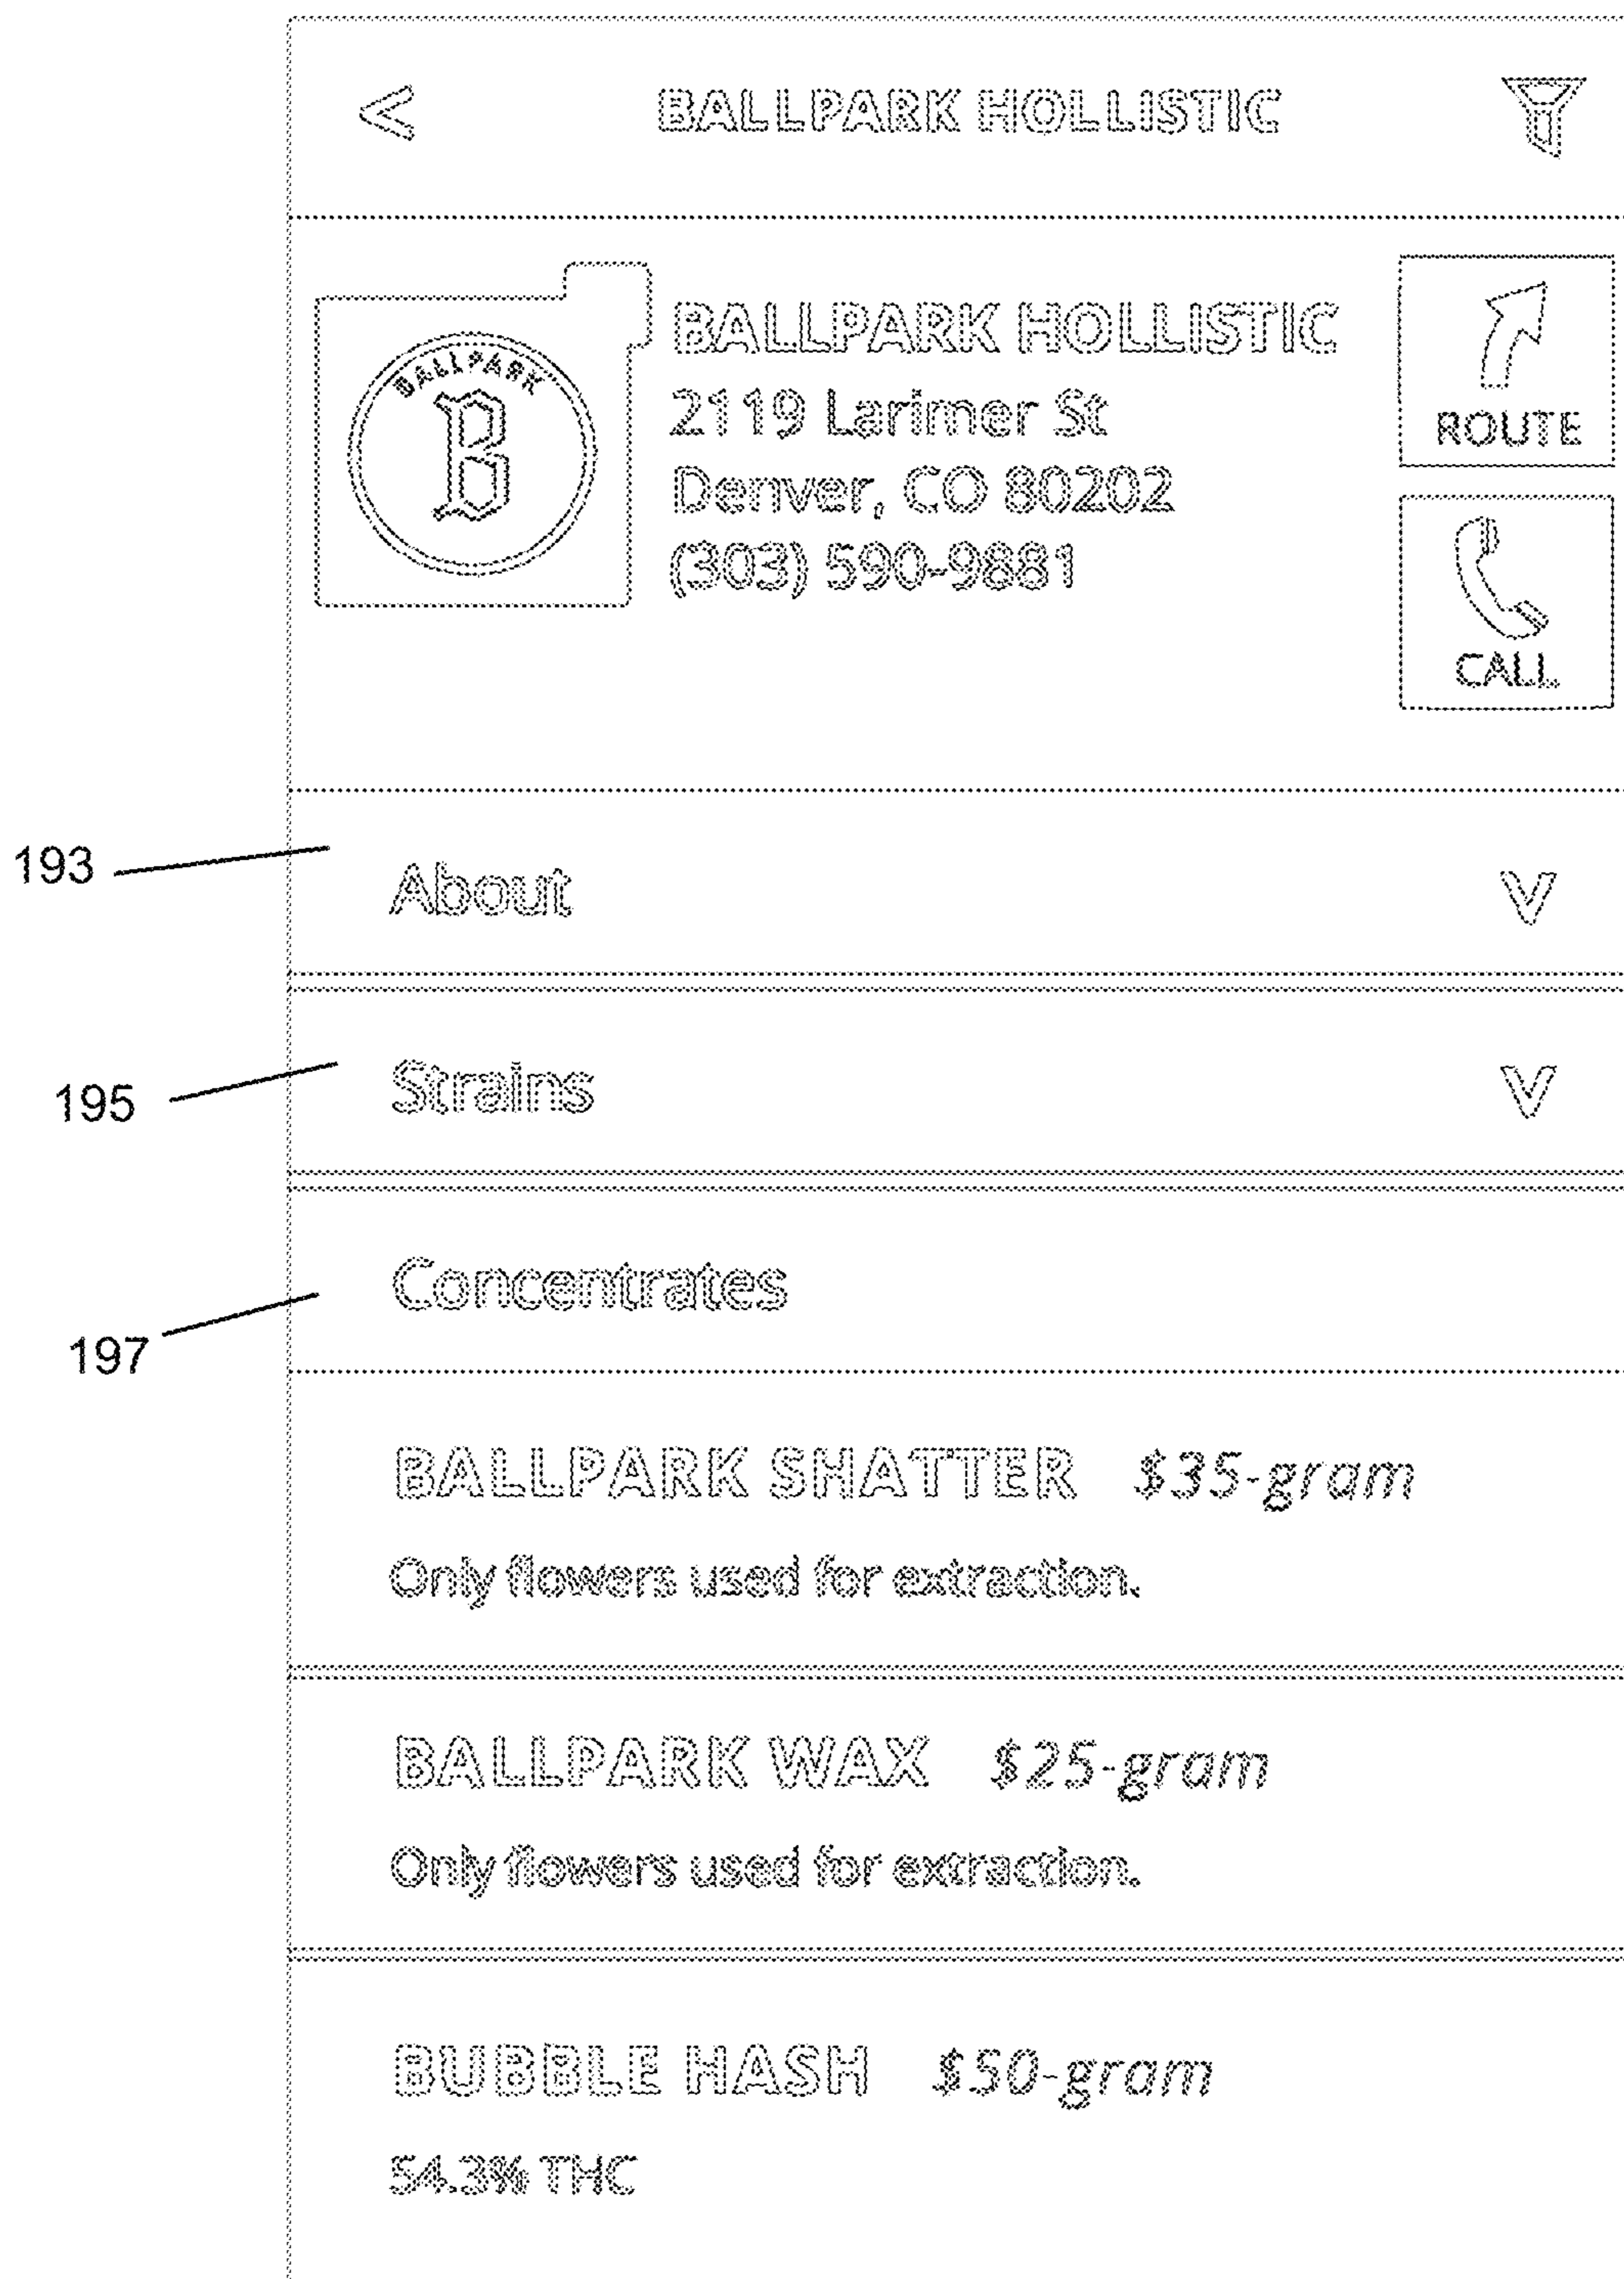 < BALLPARK HOLLISTIC
BALLPARK
B
BALLPARK HOLLISTIC
2119 Larimer St
Denver, CO 80202
(303) 590-9881
ROUTE
CALL
193
About
195
Strains
197
Concentrates
BALLPARK SHATTER $35-gram
Only flowers used for extraction.
BALLPARK WAX $25-gram
Only flowers used for extraction.
BUBBLE HASH $50-gram
54.3% THC